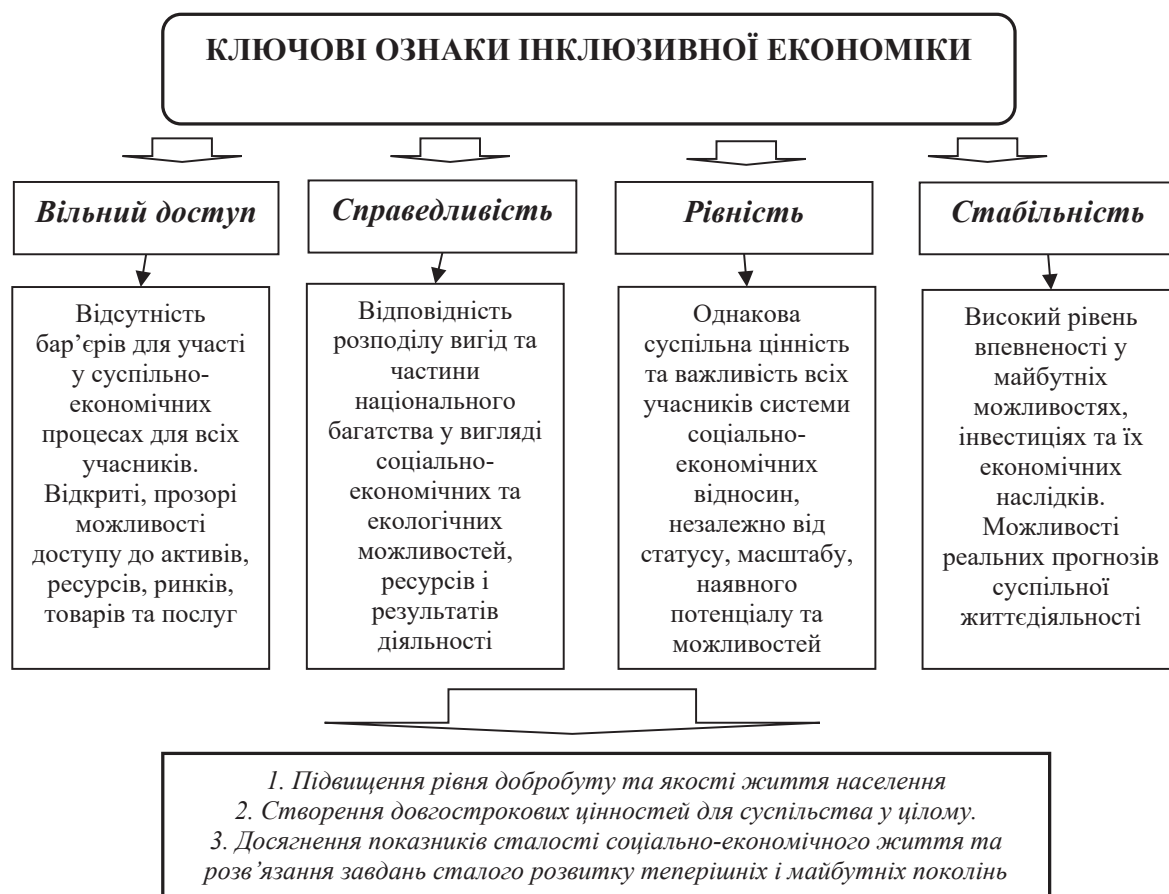 КЛЮЧОВІ ОЗНАКИ ІНКЛЮЗИВНОЇ ЕКОНОМІКИ
Вільний доступ
Справедливість
Рівність
Стабільність
Відсутність
бар’єрів для участі
у суспільно-
економічних
процесах для всіх
учасників.
Відкриті, прозорі
можливості
доступу до активів,
ресурсів, ринків,
товарів та послуг
Відповідність
розподілу вигід та
частини
національного
багатства у вигляді
соціально-
економічних та
екологічних
можливостей,
ресурсів і
результатів
діяльності
Однакова
суспільна цінність
та важливість всіх
учасників системи
соціально-
економічних
відносин,
незалежно від
статусу, масштабу,
наявного
потенціалу та
можливостей
Високий рівень
впевненості у
майбутніх
можливостях,
інвестиціях та їх
економічних
наслідків.
Можливості
реальних прогнозів
суспільної
життєдіяльності
1. Підвищення рівня добробуту та якості життя населення
2. Створення довгострокових цінностей для суспільства у цілому.
3. Досягнення показників сталості соціально-економічного життя та
розв’язання завдань сталого розвитку теперішніх і майбутніх поколінь